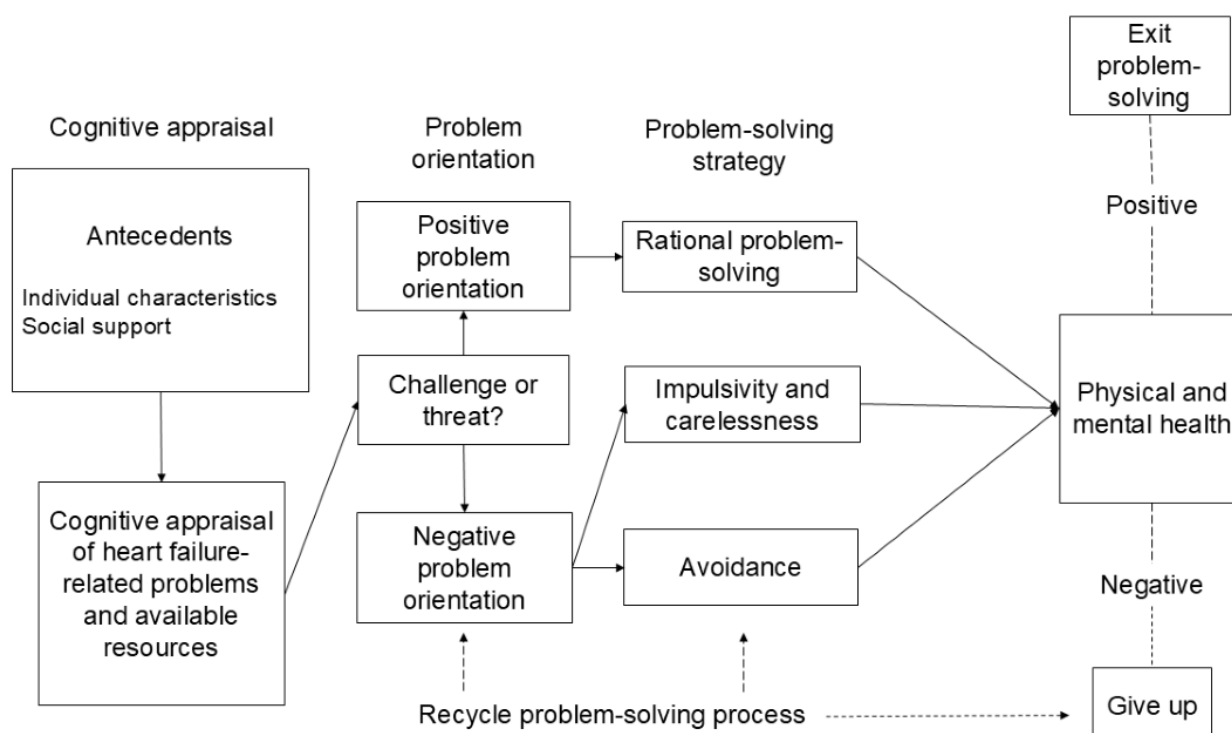 Cognitive appraisal
Antecedents
Individual characteristics
Social support
Cognitive appraisal
of heart failure-
related problems
and available
resources
Problem
orientation
Positive
problem
orientation
Challenge or
threat?
Negative
problem
orientation
Problem-solving
strategy
Rational problem-
solving
Impulsivity and
carelessness
Avoidance
Recycle problem-solving process
Exit
problem-
solving
Positive
Physical and
mental health
Negative
Give up